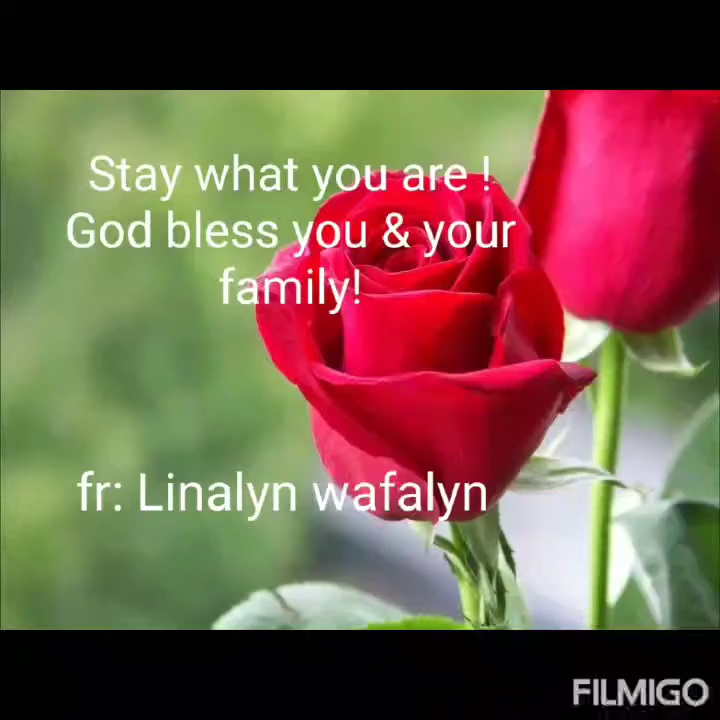 Stay what you are !
God bless you & your
family!
fr: Linalyn wafalyn
FILMIGO